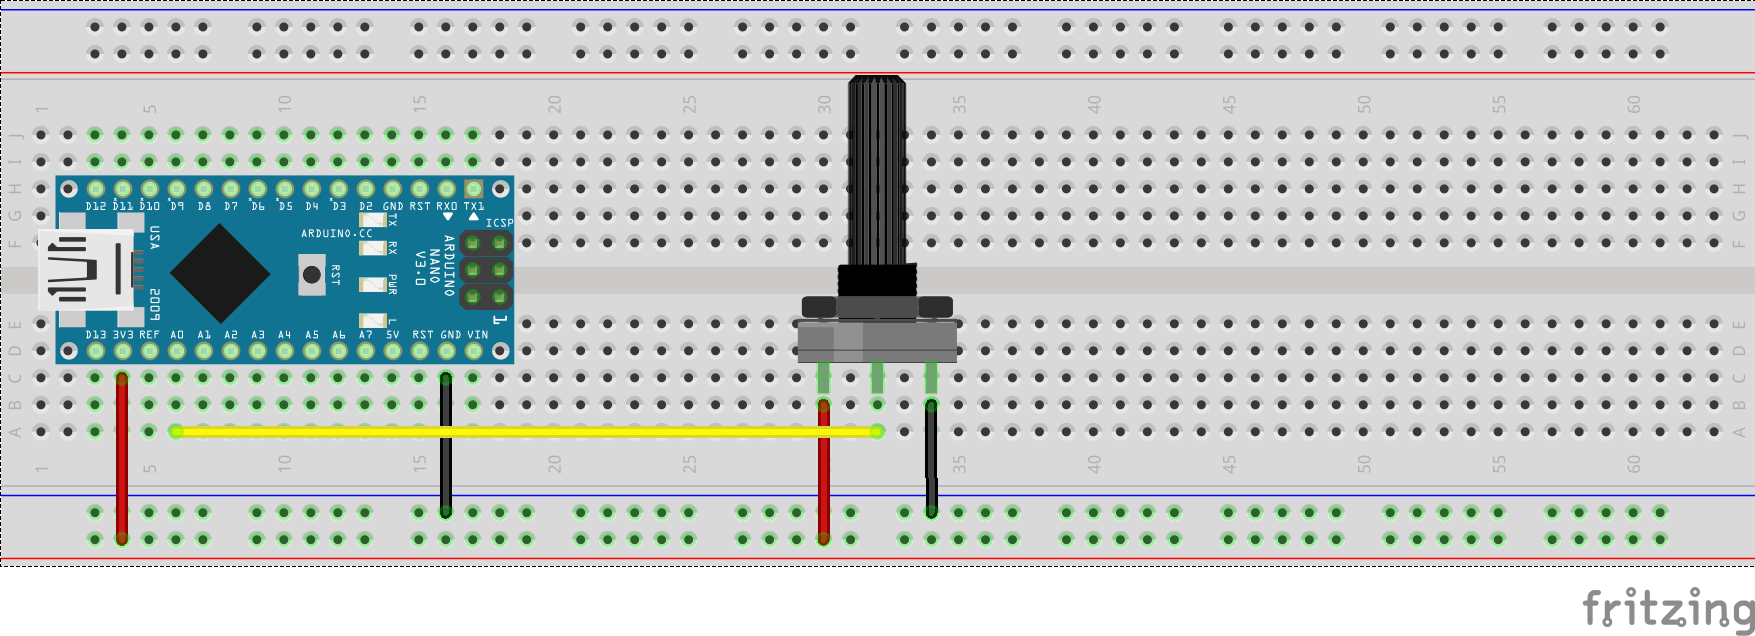 1 5 10 15 20 25 30 35 40 45 50 55 60
J J
I I
H H
G G
F F
D12 D11 D10 D9 D8 D7 D6 D5 D4 D3 D2 GND RST RX0 TX1
ICSP
ARDUINO.CC
TX
RX
PWR
L
RST
ARDUINO
NANO
V3.0
USA
2009
1
D13 3V3 REF A0 A1 A2 A3 A4 A5 A6 A7 5V RST GND VIN
E E
D D
C C
B B
A A
1 5 10 15 20 25 30 35 40 45 50 55 60
fritzing